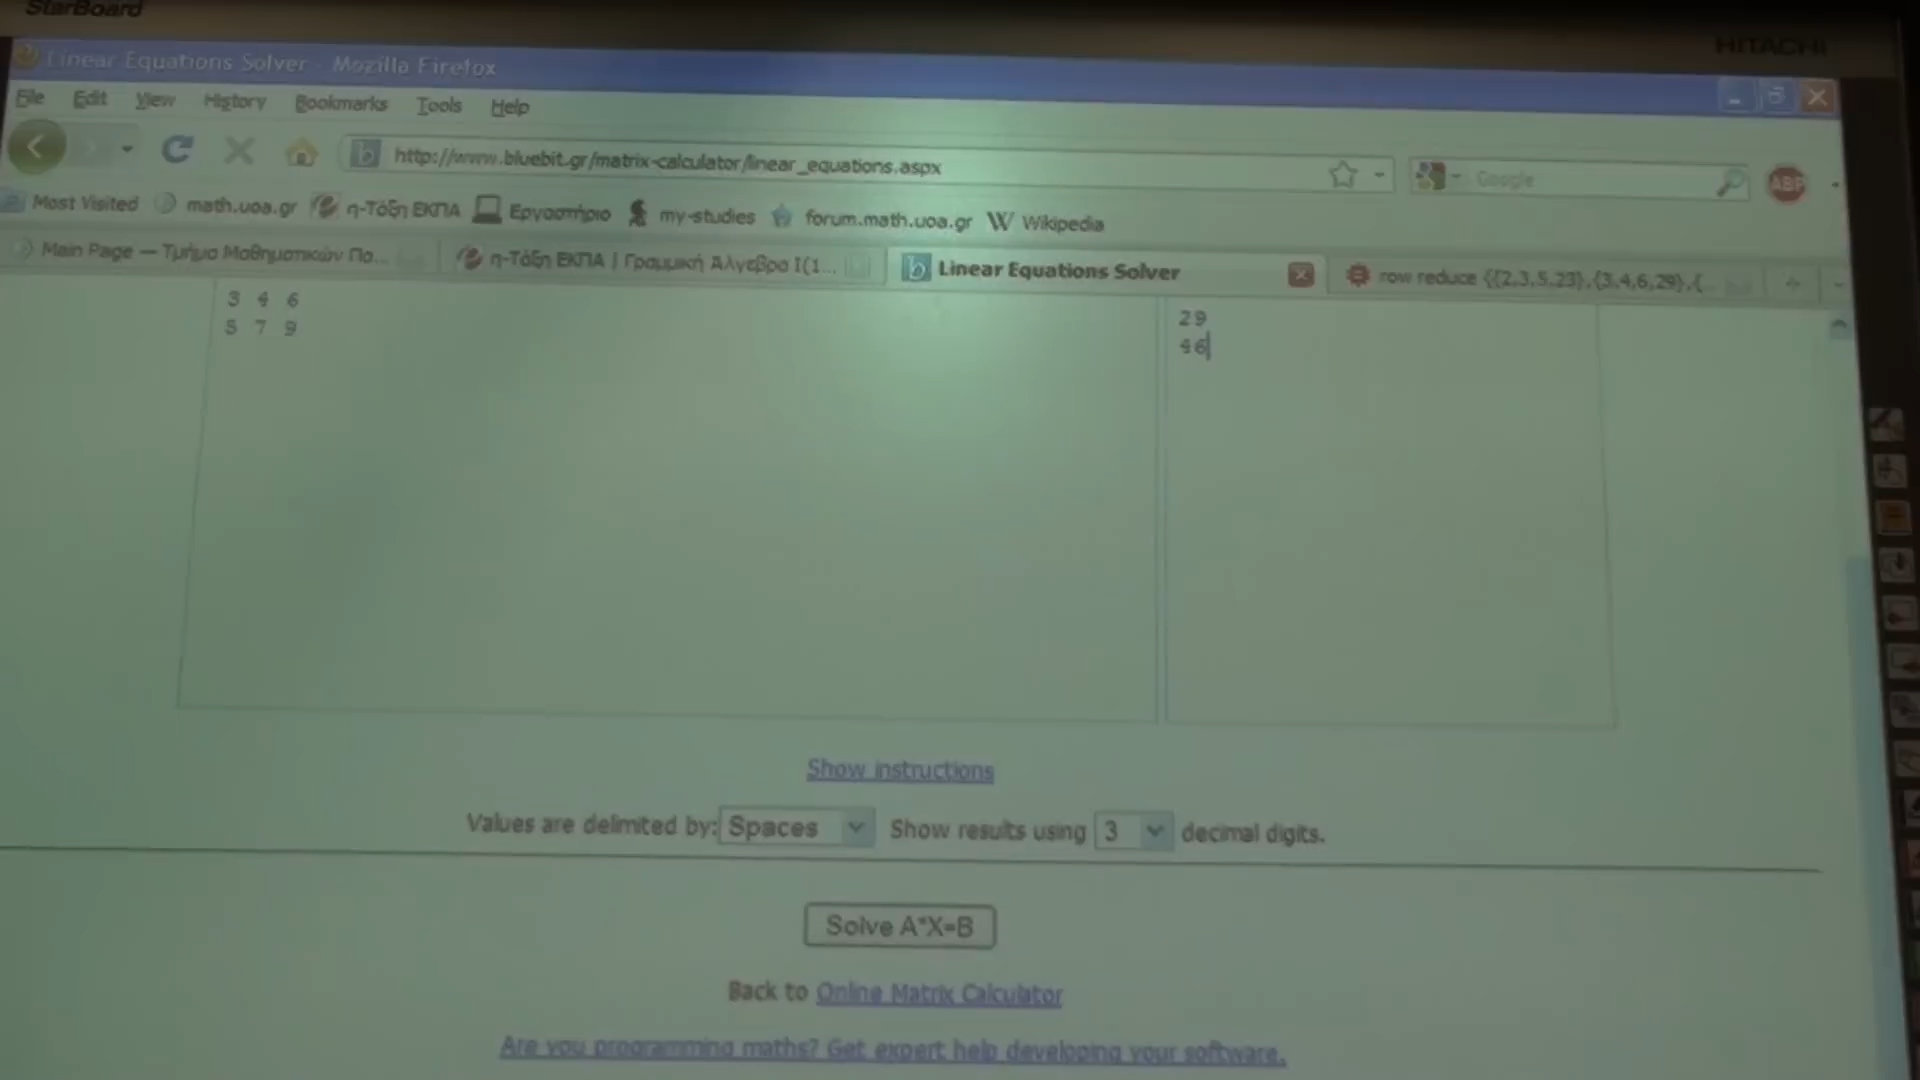 StarBoard
HITACHI
Linear Equations Solver - Mozilla Firefox
File Edit View History Bookmarks Tools Help
http://www.bluebit.gr/matrix-calculator/linear_equations.aspx
Google
ABP
Most Visited math.uoa.gr η-Τάξη ΕΚΠΑ Εργαστήριο my-studies forum.math.uoa.gr W Wikipedia
Main Page — Τμήμα Μαθηματικών Πα... η-Τάξη ΕΚΠΑ | Γραμμική Άλγεβρα Ι(1... Linear Equations Solver row reduce {{2,3,5,23},{3,4,6,29},{...
3 4 6
5 7 9
29
46
Show instructions
Values are delimited by: Spaces Show results using 3 decimal digits.
Solve A*X=B
Back to Online Matrix Calculator
Are you programming maths? Get expert help developing your software.